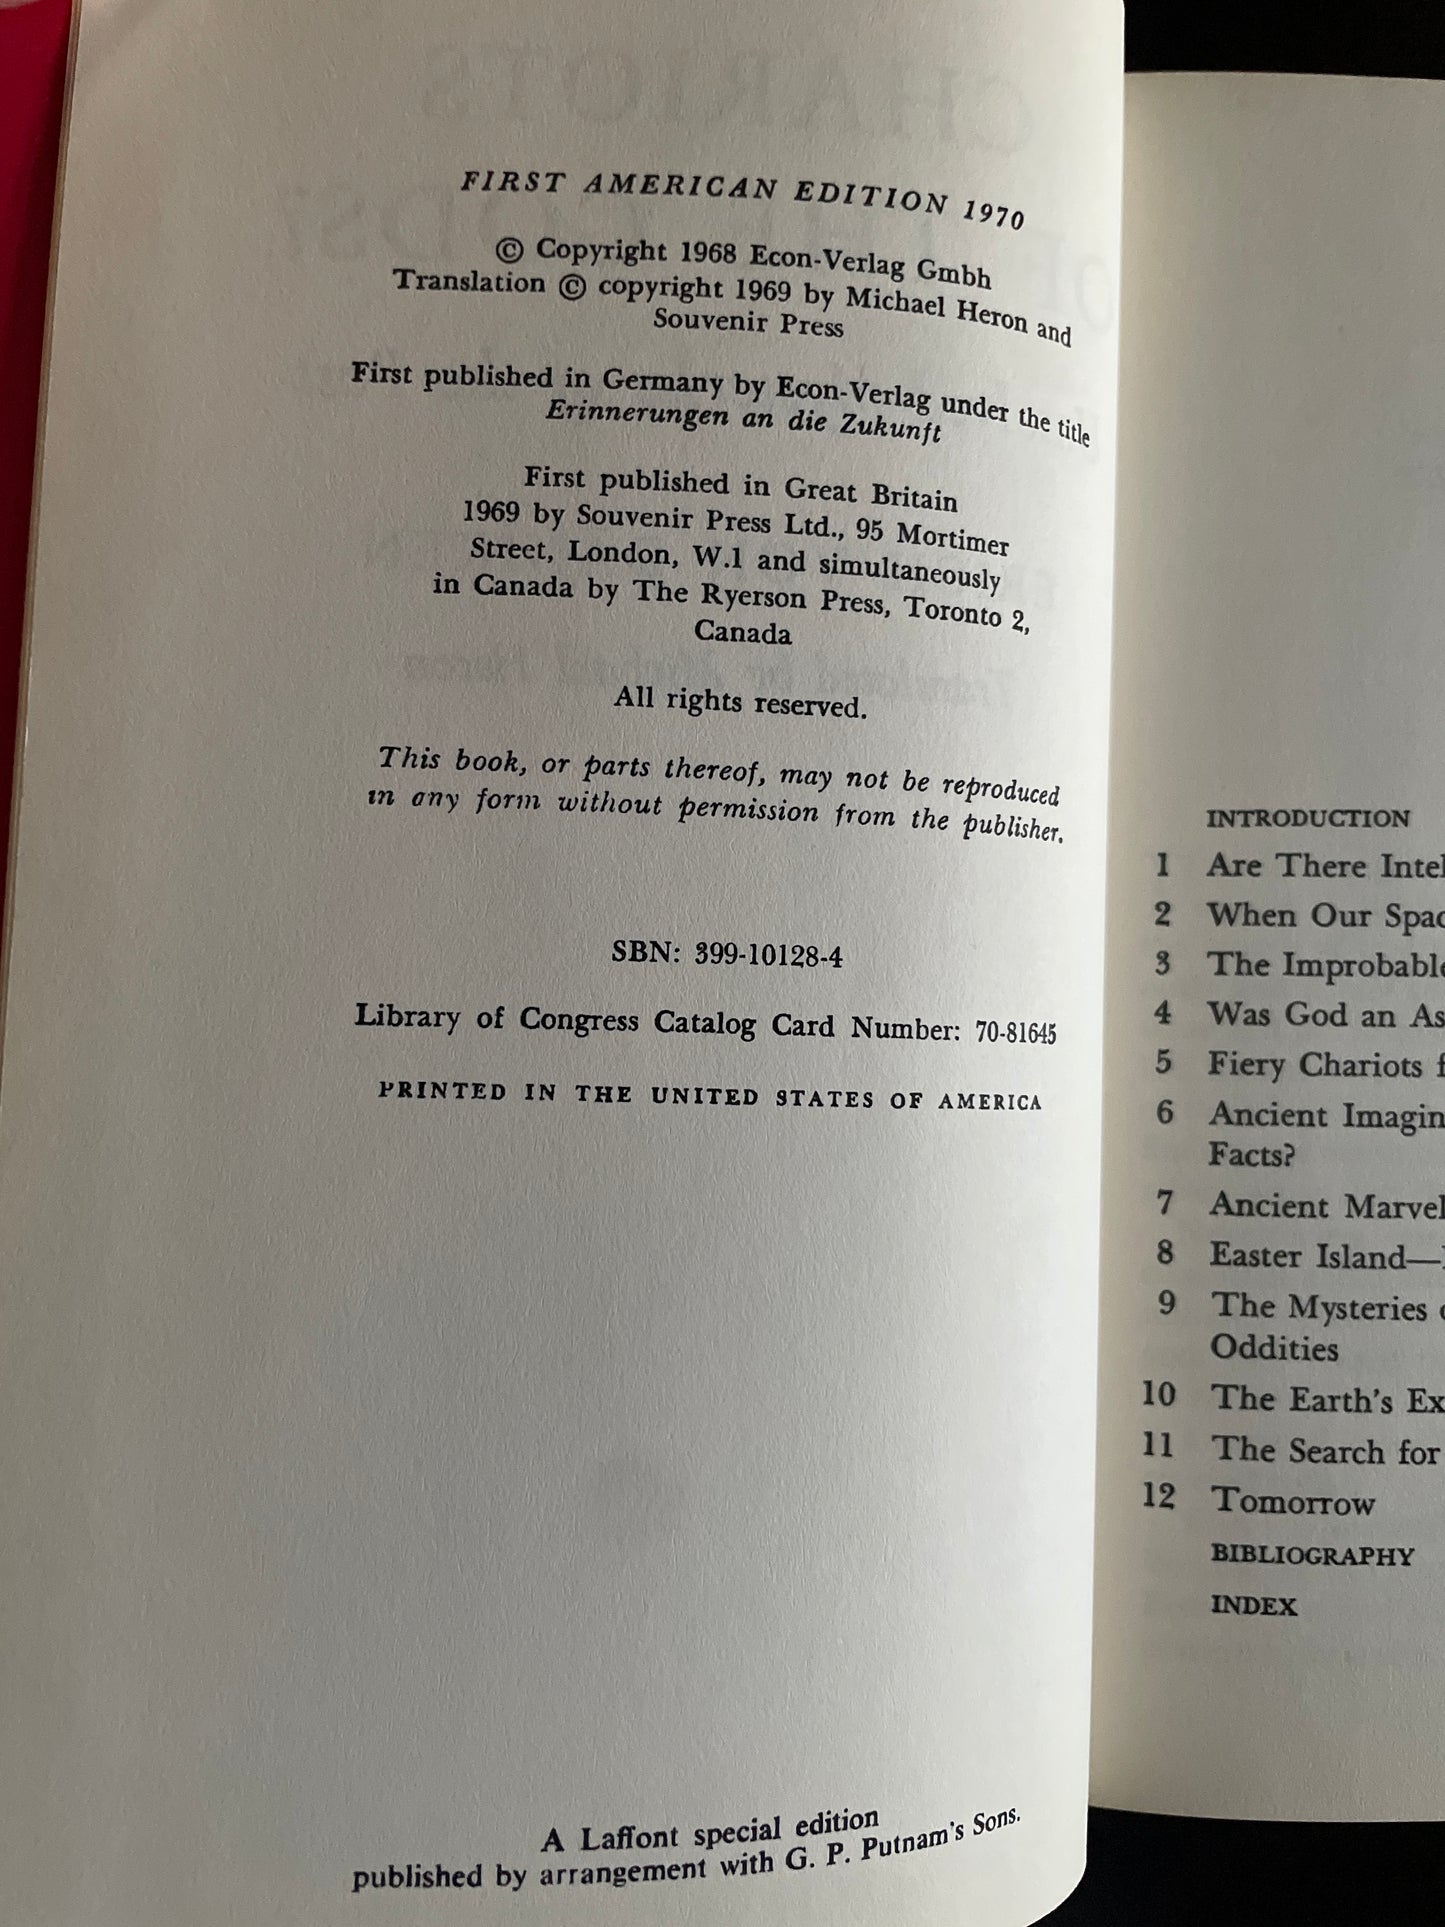 FIRST AMERICAN EDITION 1970
© Copyright 1968 Econ-Verlag Gmbh
Translation © copyright 1969 by Michael Heron and
Souvenir Press
First published in Germany by Econ-Verlag under the title
Erinnerungen an die Zukunft
First published in Great Britain
1969 by Souvenir Press Ltd., 95 Mortimer
Street, London, W.1 and simultaneously
in Canada by The Ryerson Press, Toronto 2,
Canada
All rights reserved.
This book, or parts thereof, may not be reproduced
in any form without permission from the publisher.
SBN: 399-10128-4
Library of Congress Catalog Card Number: 70-81645
PRINTED IN THE UNITED STATES OF AMERICA
A Laffont special edition
published by arrangement with G. P. Putnam's Sons.
INTRODUCTION
1 Are There Intel
2 When Our Spac
3 The Improbable
4 Was God an As
5 Fiery Chariots f
6 Ancient Imagin
Facts?
7 Ancient Marvel
8 Easter Island—
9 The Mysteries o
Oddities
10 The Earth's Ex
11 The Search for
12 Tomorrow
BIBLIOGRAPHY
INDEX